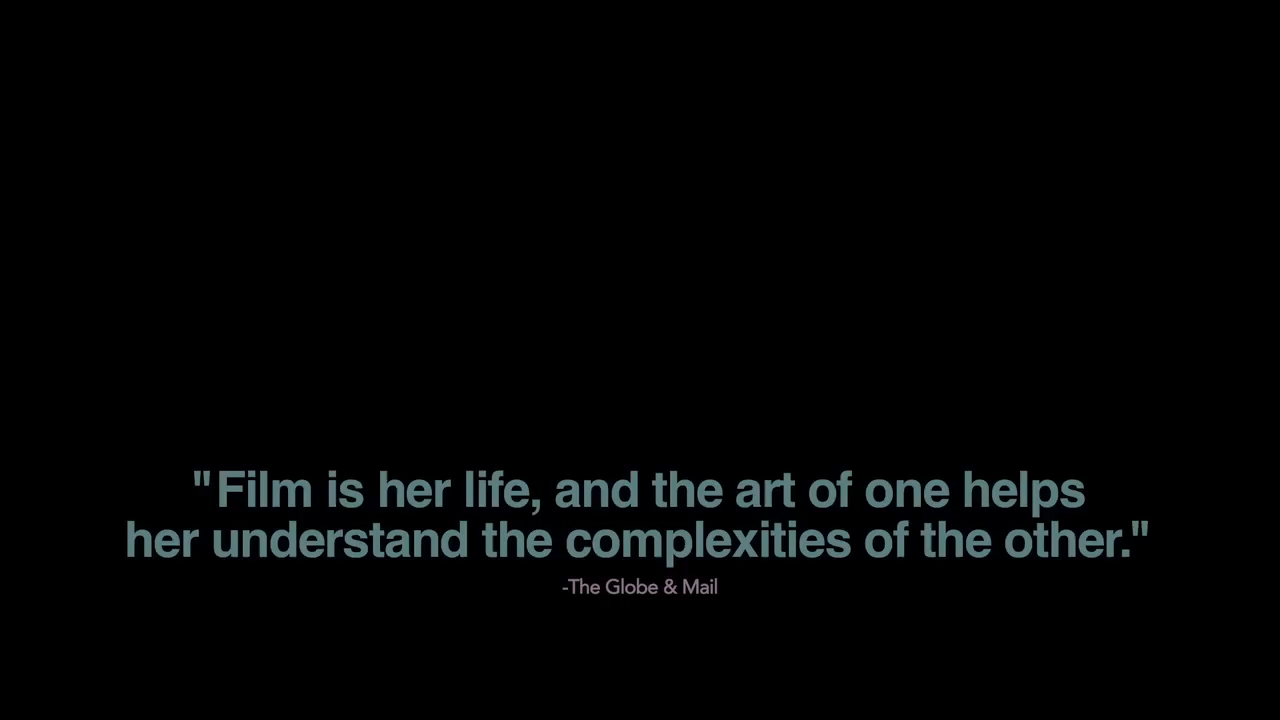 "Film is her life, and the art of one helps
her understand the complexities of the other."
-The Globe & Mail